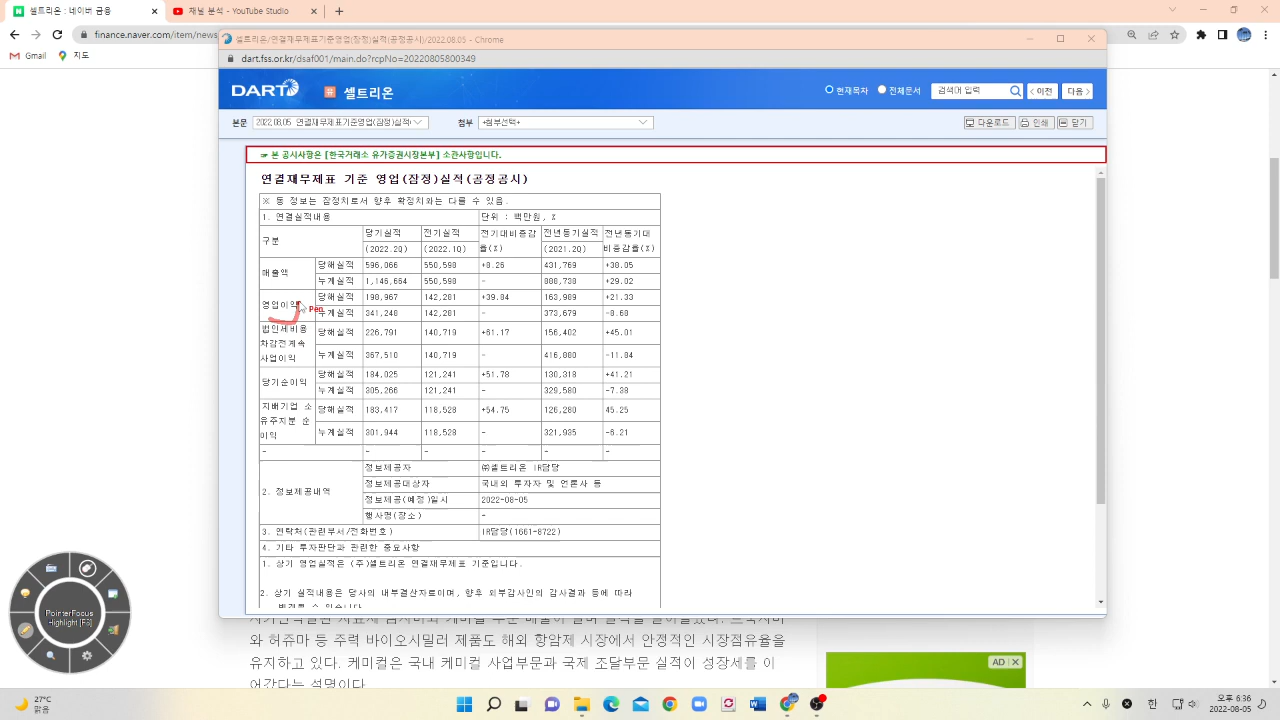 셀트리온 : 네이버 금융
채널 분석 - YouTube Studio
finance.naver.com/item/news
Gmail 지도
셀트리온/연결재무제표기준영업(잠정)실적(공정공시)/2022.08.05 - Chrome
dart.fss.or.kr/dsaf001/main.do?rcpNo=20220805800349
DART 유 셀트리온 현재목차 전체문서 검색어 입력 이전 다음
본문 2022.08.05 연결재무제표기준영업(잠정)실적( 첨부 +첨부선택+ 다운로드 인쇄 닫기
☞ 본 공시사항은 [한국거래소 유가증권시장본부] 소관사항입니다.
연결재무제표 기준 영업(잠정)실적(공정공시)
※ 동 정보는 잠정치로서 향후 확정치와는 다를 수 있음.
1. 연결실적내용 단위 : 백만원, %
구분 당기실적 전기실적 전기대비증감율(%) 전년동기실적 전년동기대비증감율(%)
(2022.2Q) (2022.1Q) (2021.2Q)
매출액 당해실적 596,066 550,598 +8.26 431,769 +38.05
누계실적 1,146,664 550,598 - 888,738 +29.02
영업이익 당해실적 198,967 142,281 +39.84 163,989 +21.33
Pen
누계실적 341,248 142,281 - 373,679 -8.68
법인세비용
차감전계속
사업이익
당해실적 226,791 140,719 +61.17 156,402 +45.01
누계실적 367,510 140,719 - 416,880 -11.84
당기순이익 당해실적 184,025 121,241 +51.78 130,318 +41.21
누계실적 305,266 121,241 - 329,580 -7.38
지배기업 소
유주지분 순
이익
당해실적 183,417 118,528 +54.75 126,280 45.25
누계실적 301,944 118,528 - 321,935 -6.21
- - - - - -
2. 정보제공내역 정보제공자 ㈜셀트리온 IR담당
정보제공대상자 국내외 투자자 및 언론사 등
정보제공(예정)일시 2022-08-05
행사명(장소) -
3. 연락처(관련부서/전화번호) IR담당(1661-8722)
4. 기타 투자판단과 관련한 중요사항
1. 상기 영업실적은 (주)셀트리온 연결재무제표 기준입니다.
2. 상기 실적내용은 당사의 내부결산자료이며, 향후 외부감사인의 감사결과 등에 따라
변경될 수 있습니다.
PointerFocus
Highlight [F3]
와 허쥬마 등 주력 바이오시밀러 제품도 해외 항암제 시장에서 안정적인 시장점유율을
유지하고 있다. 케미컬은 국내 케미컬 사업부문과 국제 조달부문 실적이 성장세를 이
어갔다는 설명이다.
AD
27°C
맑음
한
오후 6:36
2022-08-05